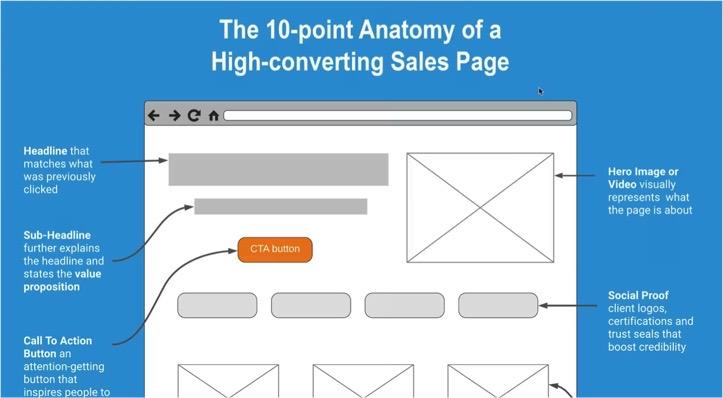 The 10-point Anatomy of a
High-converting Sales Page
Headline that
matches what
was previously
clicked
Sub-Headline
further explains
the headline and
states the value
proposition
Call To Action
Button an
attention-getting
button that
inspires people to
CTA button
Hero Image or
Video visually
represents what
the page is about
Social Proof
client logos,
certifications and
trust seals that
boost credibility